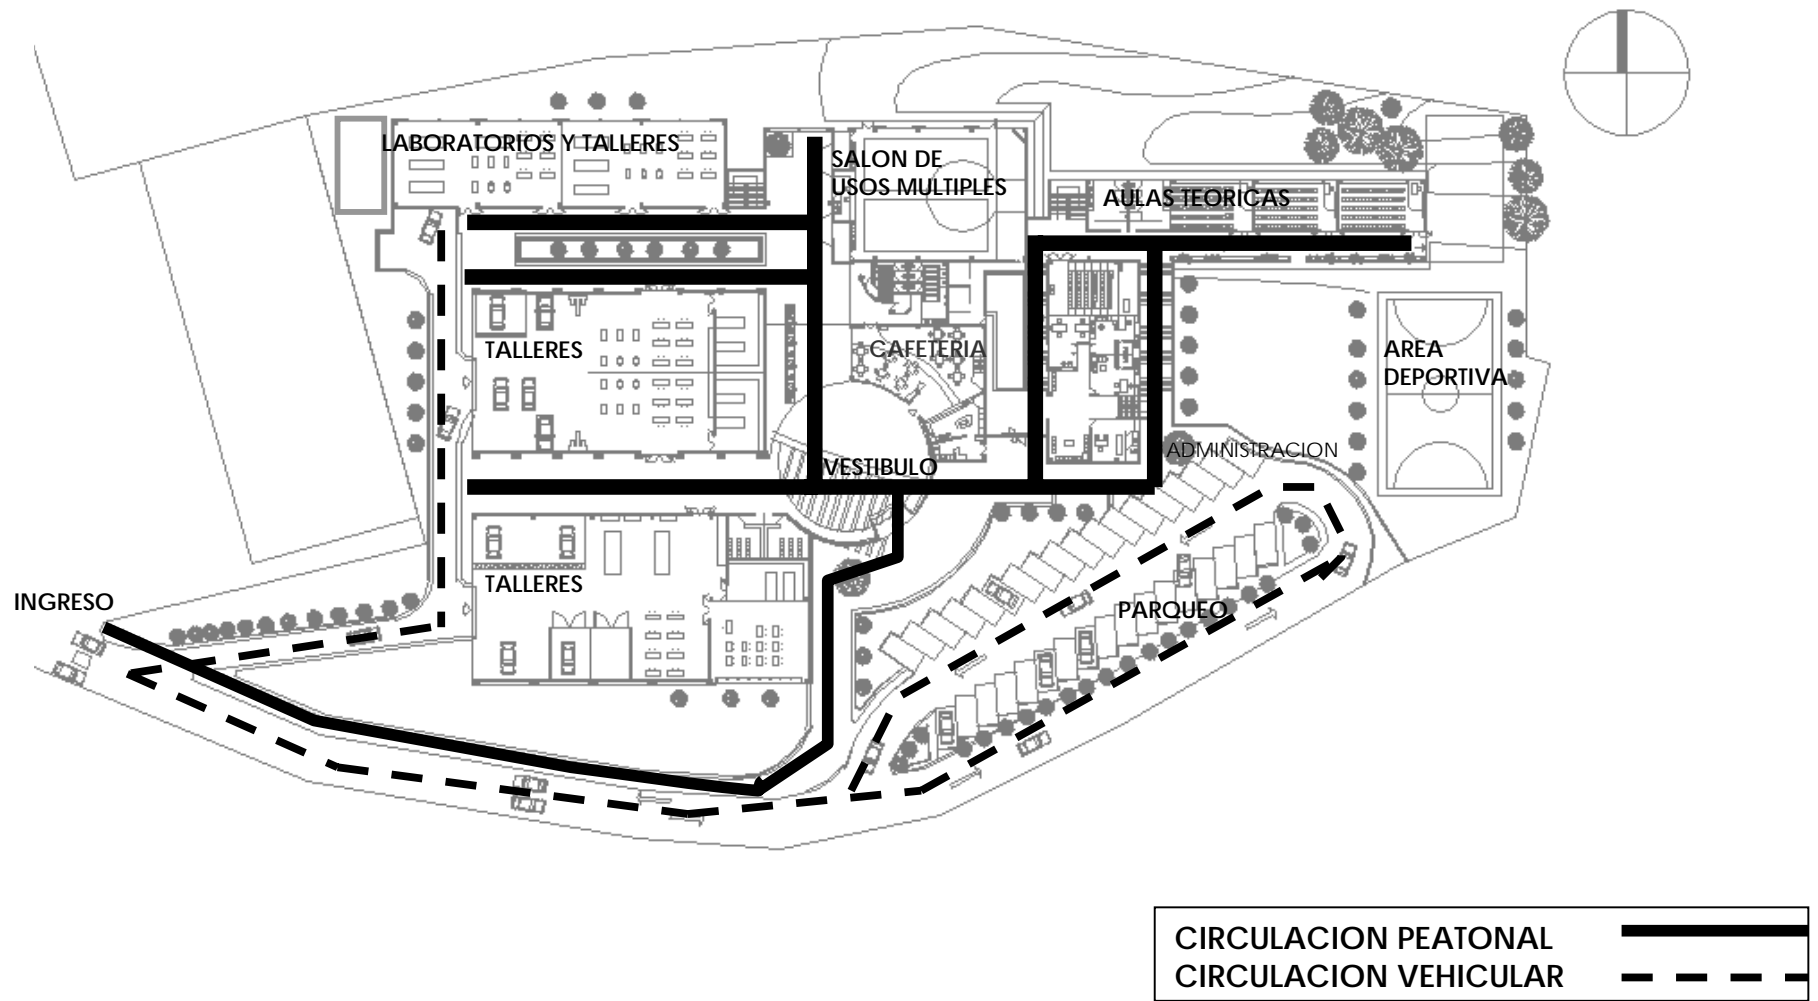 LABORATORIOS Y TALLERES
SALON DE
USOS MULTIPLES
AULAS TEORICAS
TALLERES
CAFETERIA
AREA
DEPORTIVA
ADMINISTRACION
VESTIBULO
TALLERES
INGRESO
PARQUEO
CIRCULACION PEATONAL
CIRCULACION VEHICULAR